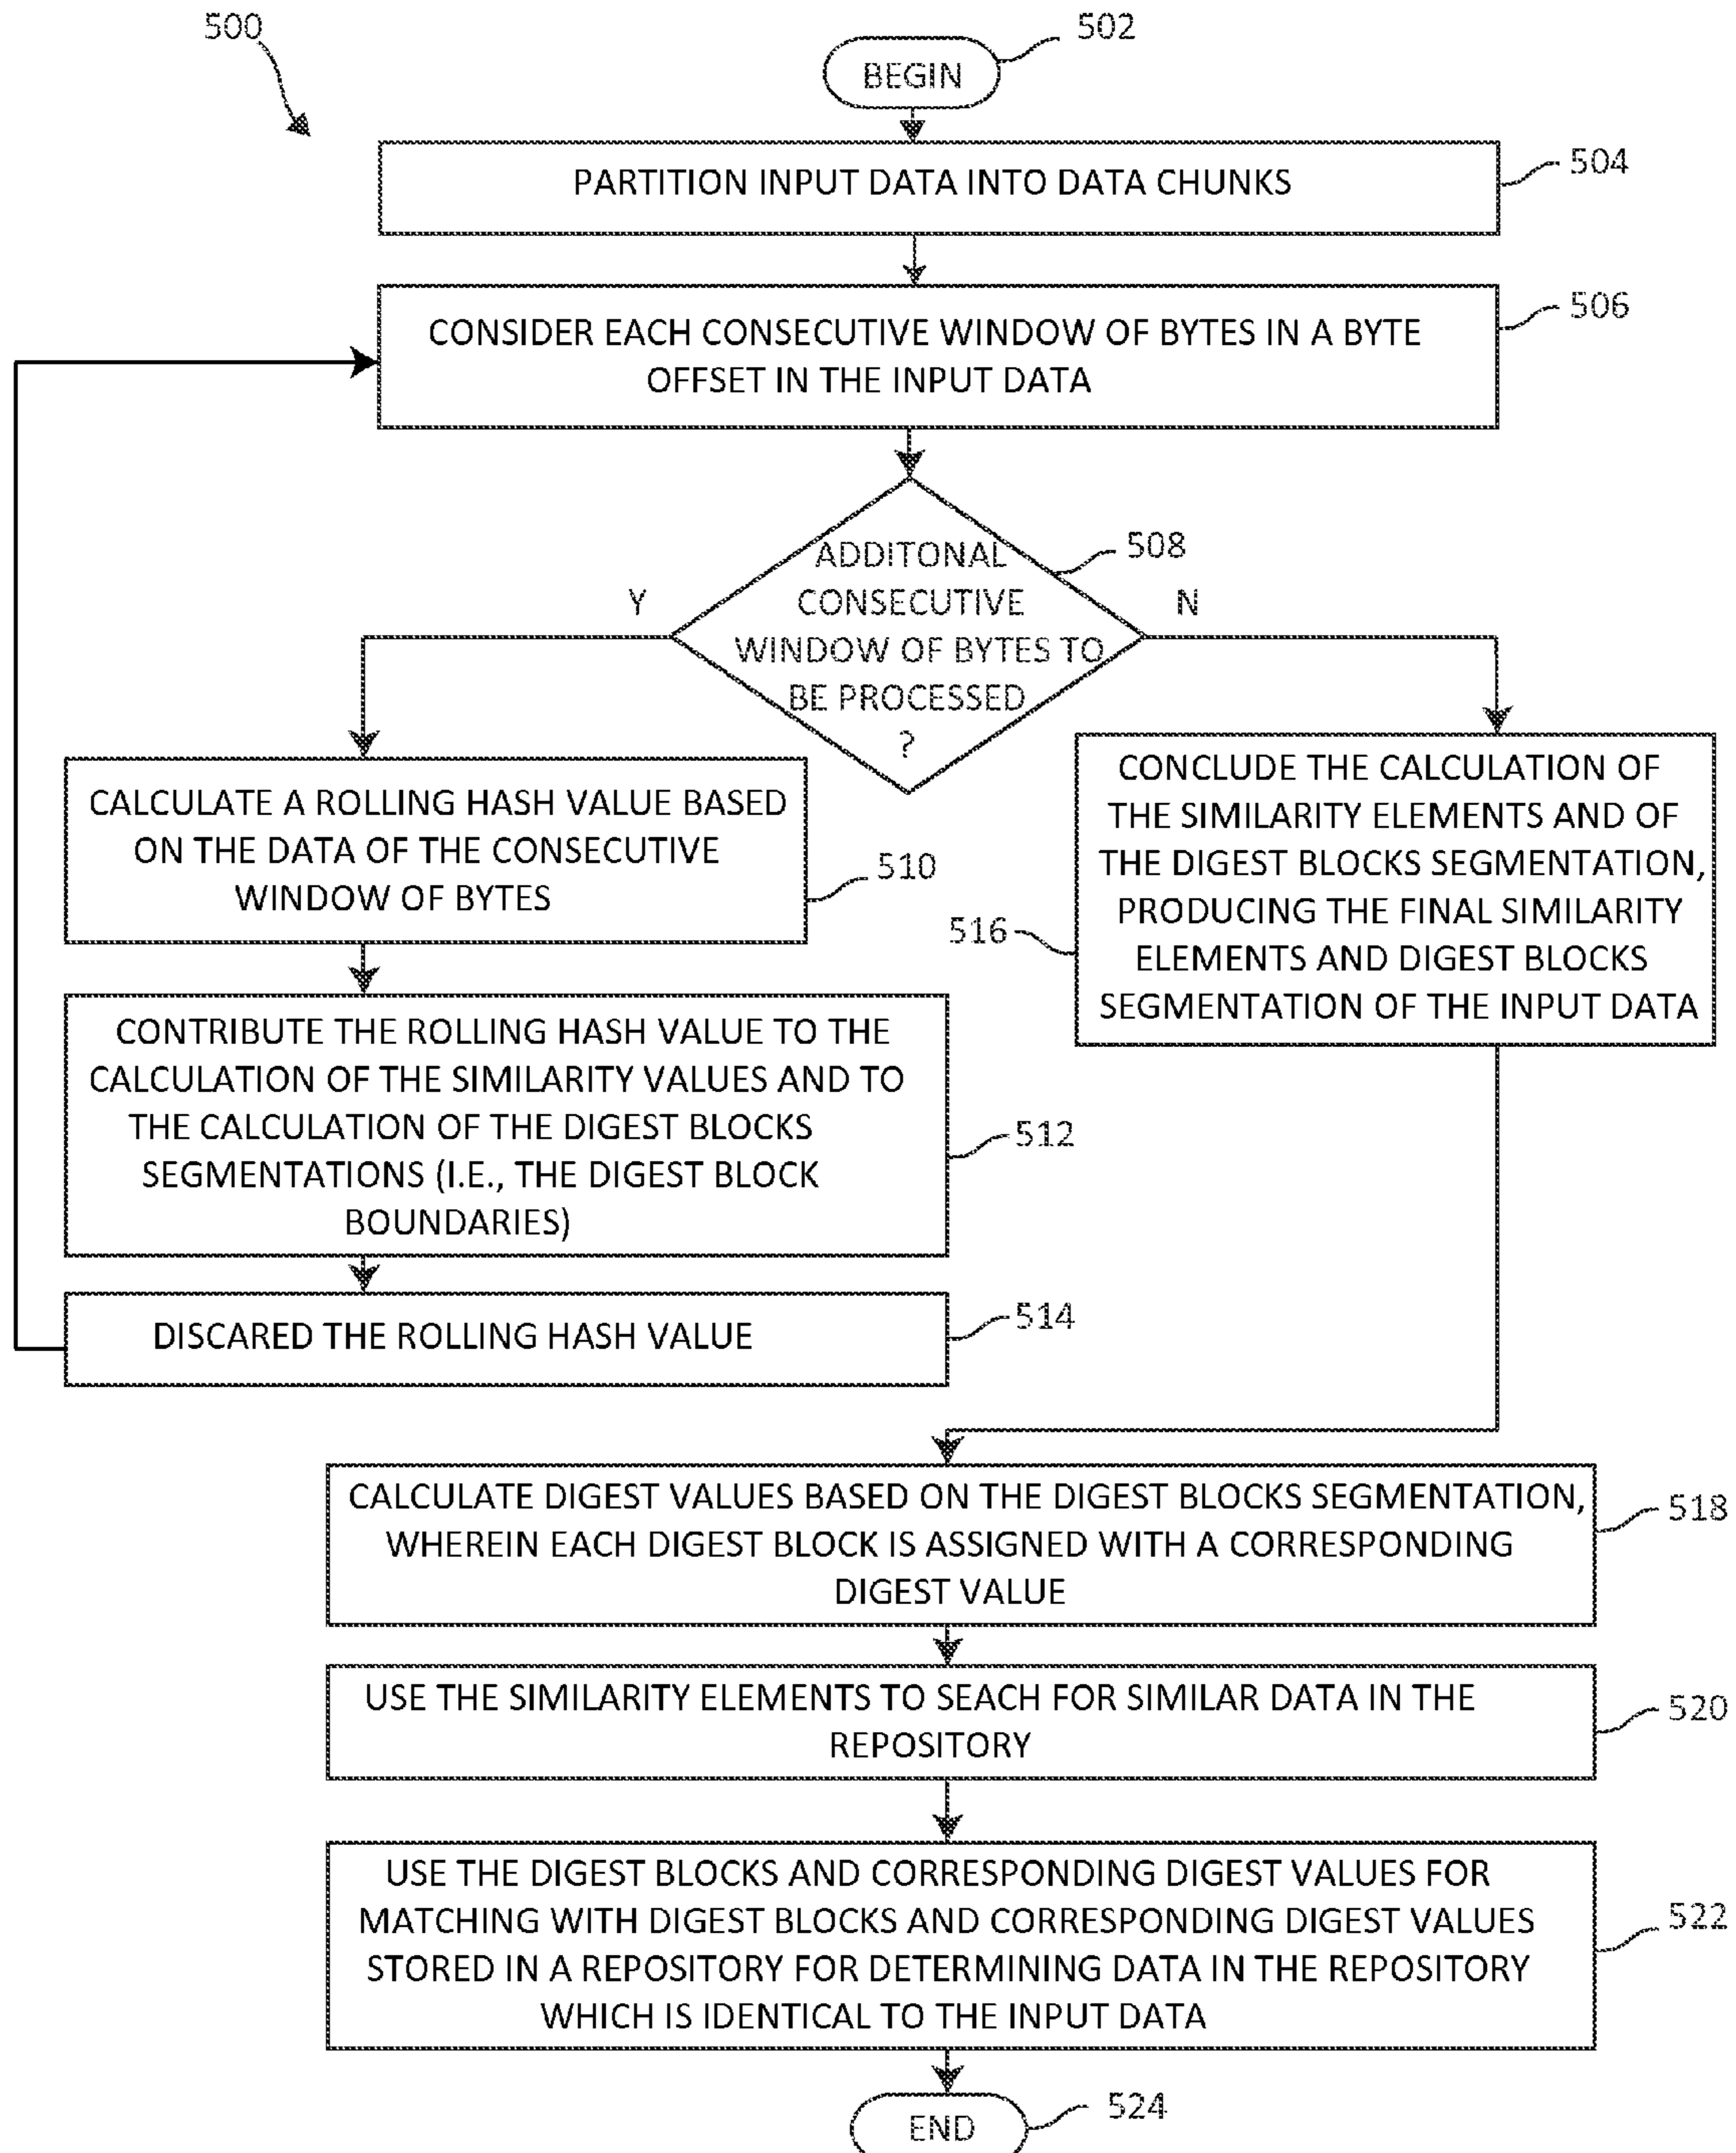 500
502
BEGIN
PARTITION INPUT DATA INTO DATA CHUNKS
504
CONSIDER EACH CONSECUTIVE WINDOW OF BYTES IN A BYTE
OFFSET IN THE INPUT DATA
506
ADDITONAL
CONSECUTIVE
WINDOW OF BYTES TO
BE PROCESSED
?
508
Y
N
CALCULATE A ROLLING HASH VALUE BASED
ON THE DATA OF THE CONSECUTIVE
WINDOW OF BYTES
510
CONTRIBUTE THE ROLLING HASH VALUE TO THE
CALCULATION OF THE SIMILARITY VALUES AND TO
THE CALCULATION OF THE DIGEST BLOCKS
SEGMENTATIONS (I.E., THE DIGEST BLOCK
BOUNDARIES)
512
DISCARED THE ROLLING HASH VALUE
514
CONCLUDE THE CALCULATION OF
THE SIMILARITY ELEMENTS AND OF
THE DIGEST BLOCKS SEGMENTATION,
PRODUCING THE FINAL SIMILARITY
ELEMENTS AND DIGEST BLOCKS
SEGMENTATION OF THE INPUT DATA
516
CALCULATE DIGEST VALUES BASED ON THE DIGEST BLOCKS SEGMENTATION,
WHEREIN EACH DIGEST BLOCK IS ASSIGNED WITH A CORRESPONDING
DIGEST VALUE
518
USE THE SIMILARITY ELEMENTS TO SEACH FOR SIMILAR DATA IN THE
REPOSITORY
520
USE THE DIGEST BLOCKS AND CORRESPONDING DIGEST VALUES FOR
MATCHING WITH DIGEST BLOCKS AND CORRESPONDING DIGEST VALUES
STORED IN A REPOSITORY FOR DETERMINING DATA IN THE REPOSITORY
WHICH IS IDENTICAL TO THE INPUT DATA
522
END
524